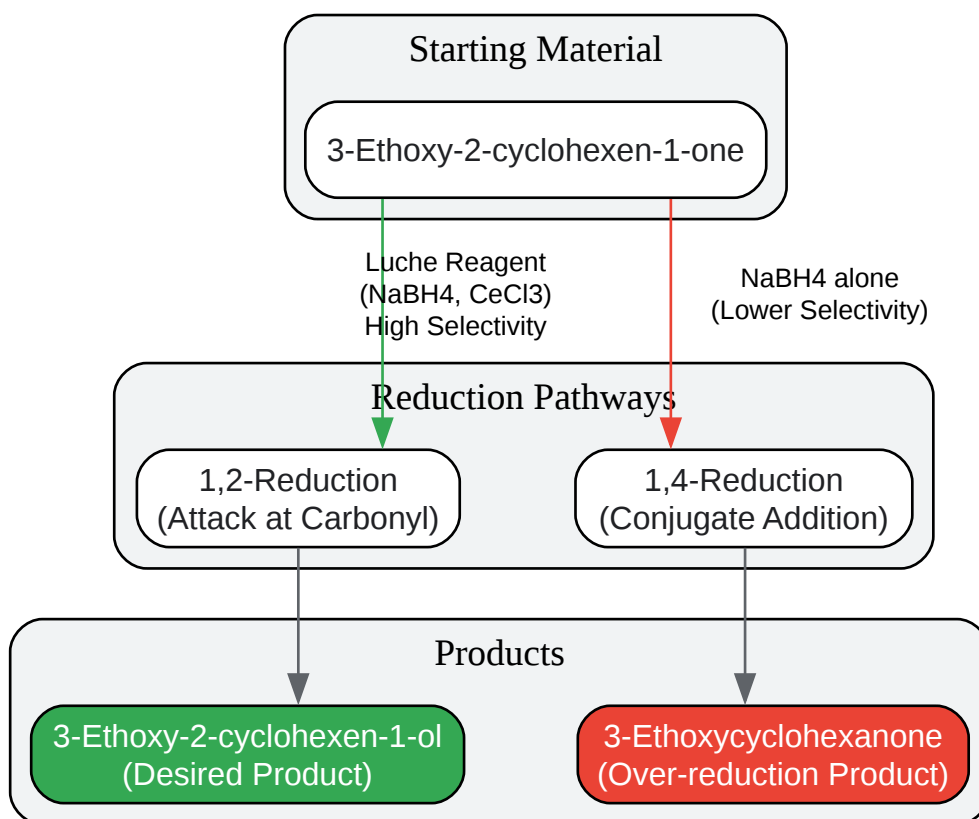 Starting Material
3-Ethoxy-2-cyclohexen-1-one
Luche Reagent
(NaBH4, CeCl3)
High Selectivity
NaBH4 alone
(Lower Selectivity)
Reduction Pathways
1,2-Reduction
(Attack at Carbonyl)
1,4-Reduction
(Conjugate Addition)
Products
3-Ethoxy-2-cyclohexen-1-ol
(Desired Product)
3-Ethoxycyclohexanone
(Over-reduction Product)